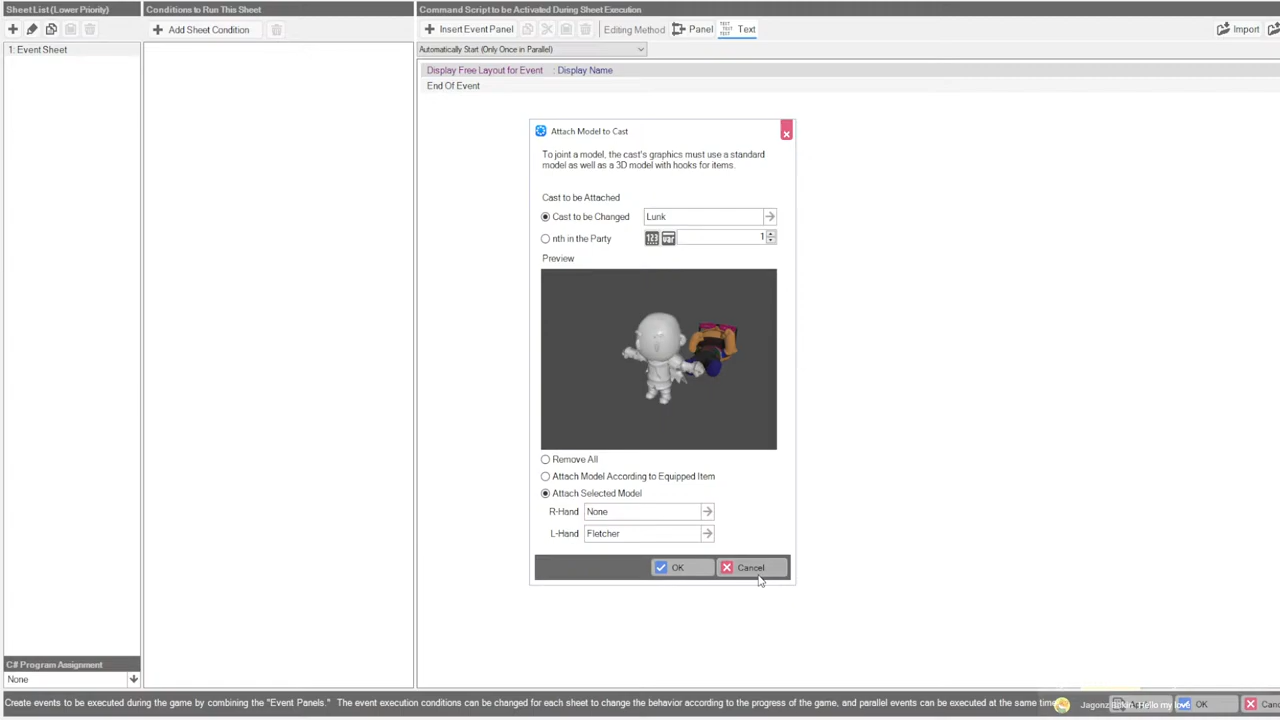 Sheet List (Lower Priority)
Conditions to Run This Sheet
Command Script to be Activated During Sheet Execution
Add Sheet Condition
Insert Event Panel
Editing Method
Panel
Text
Import
1: Event Sheet
Automatically Start (Only Once in Parallel)
Display Free Layout for Event : Display Name
End Of Event
Attach Model to Cast
To joint a model, the cast's graphics must use a standard
model as well as a 3D model with hooks for items.
Cast to be Attached
Cast to be Changed Lunk
nth in the Party 123 var 1
Preview
Remove All
Attach Model According to Equipped Item
Attach Selected Model
R-Hand None
L-Hand Fletcher
OK Cancel
C# Program Assignment
None
Create events to be executed during the game by combining the "Event Panels." The event execution conditions can be changed for each sheet to change the behavior according to the progress of the game, and parallel events can be executed at the same time
Hello my love
OK
Can